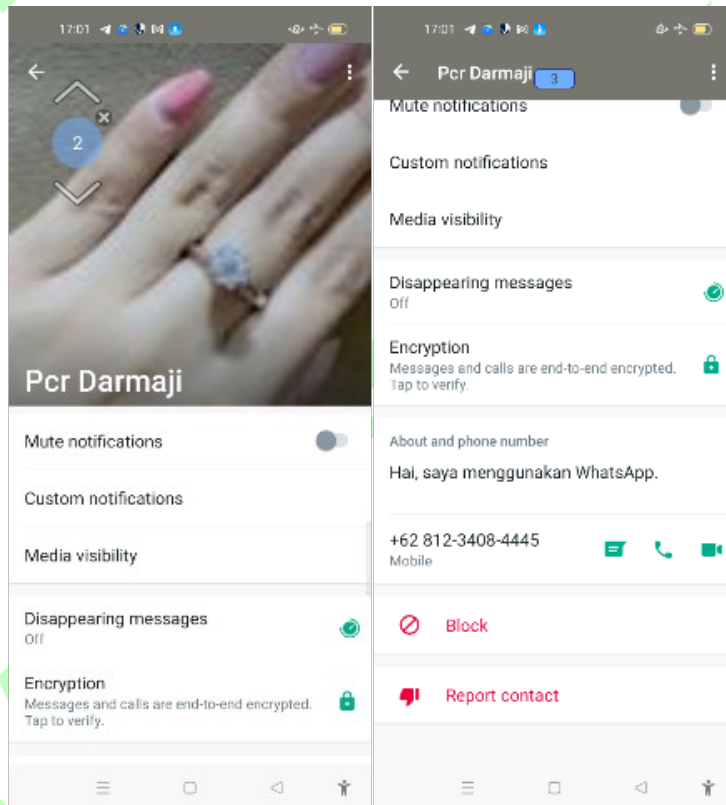 17:01
2
Pcr Darmaji
Mute notifications
Custom notifications
Media visibility
Disappearing messages
Off
Encryption
Messages and calls are end-to-end encrypted.
Tap to verify.
17:01
Pcr Darmaji
3
Mute notifications
Custom notifications
Media visibility
Disappearing messages
Off
Encryption
Messages and calls are end-to-end encrypted.
Tap to verify.
About and phone number
Hai, saya menggunakan WhatsApp.
+62 812-3408-4445
Mobile
Block
Report contact